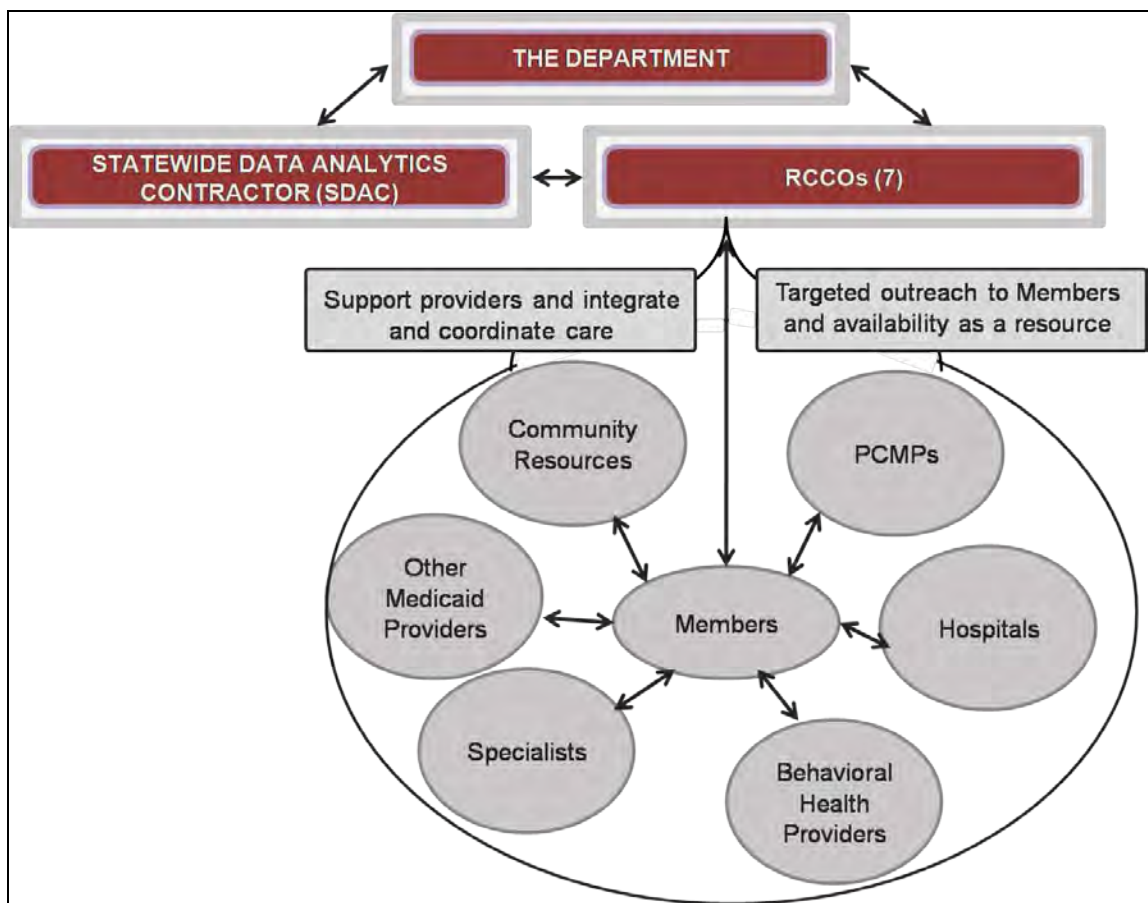 THE DEPARTMENT
STATEWIDE DATA ANALYTICS
CONTRACTOR (SDAC)
RCCOs (7)
Support providers and integrate
and coordinate care
Targeted outreach to Members
and availability as a resource
Community
Resources
PCMPs
Other
Medicaid
Providers
Members
Hospitals
Specialists
Behavioral
Health
Providers